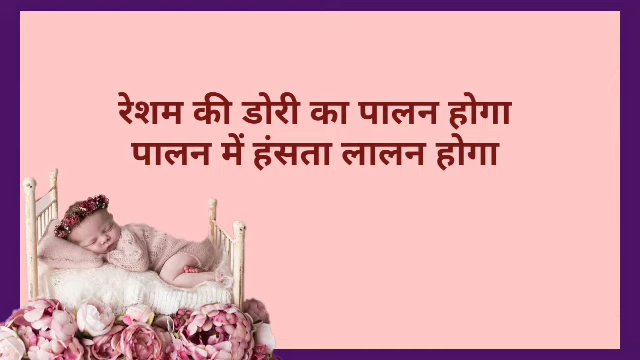 रेशम की डोरी का पालन होगा
पालन में हंसता लालन होगा